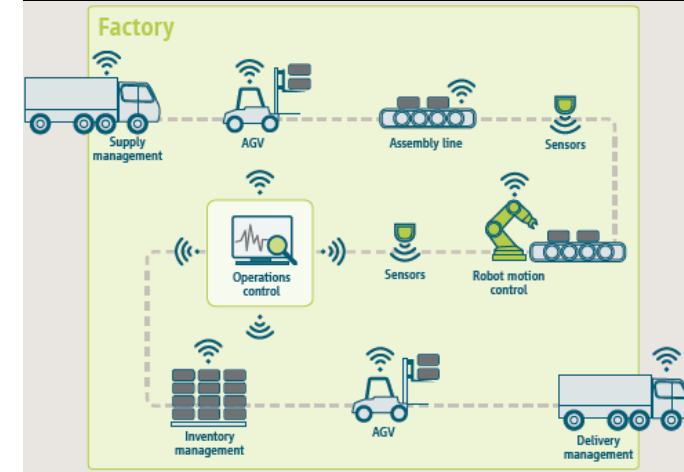 Factory
Supply
management
AGV
Assembly line
Sensors
Operations
control
Sensors
Robot motion
control
Inventory
management
AGV
Delivery
management